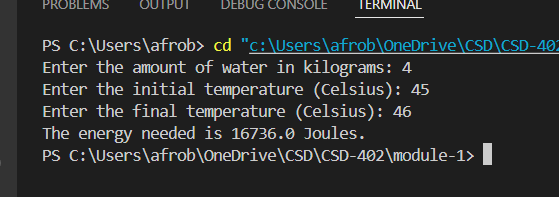 PROBLEMS OUTPUT DEBUG CONSOLE TERMINAL
PS C:\Users\afrob> cd "c:\Users\afrob\OneDrive\CSD\CSD-402
Enter the amount of water in kilograms: 4
Enter the initial temperature (Celsius): 45
Enter the final temperature (Celsius): 46
The energy needed is 16736.0 Joules.
PS C:\Users\afrob\OneDrive\CSD\CSD-402\module-1>